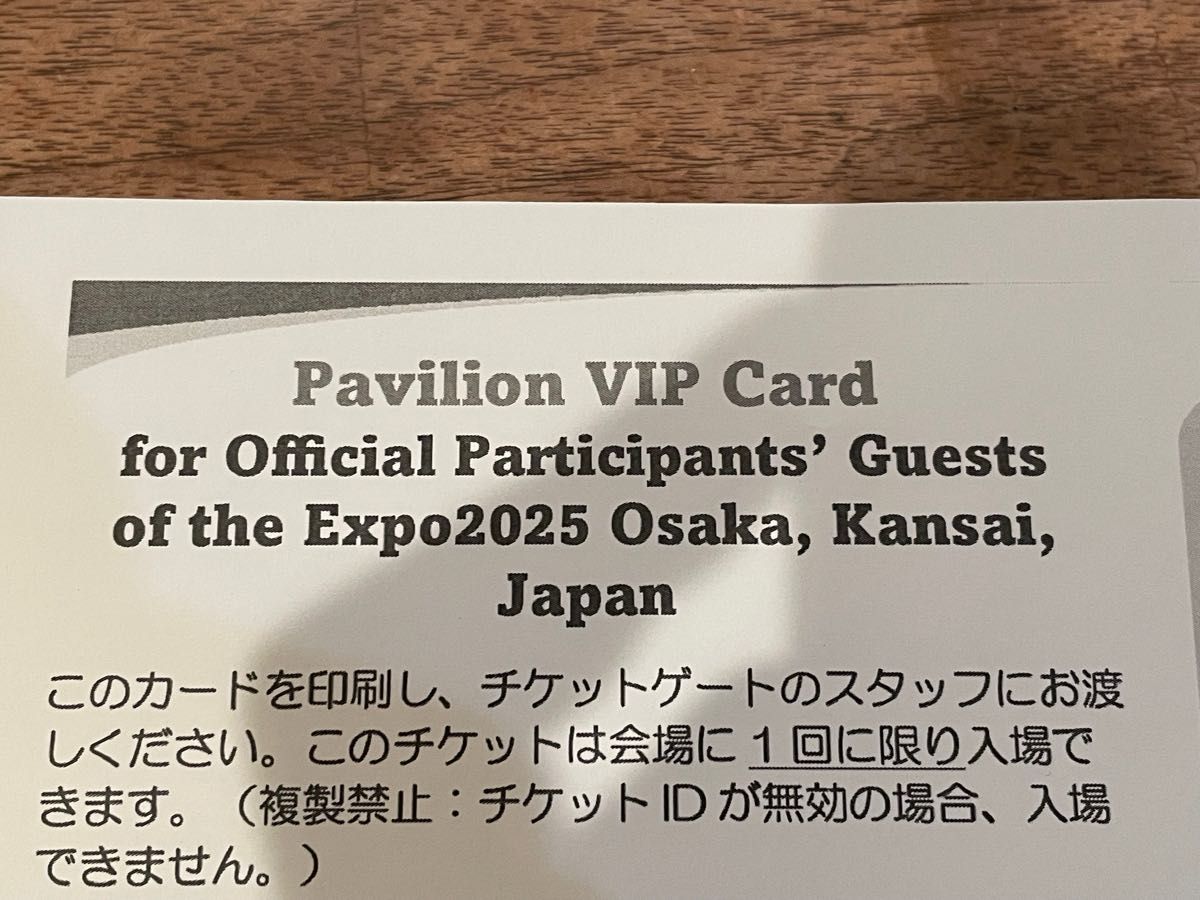 Pavilion VIP Card
for Official Participants’ Guests
of the Expo2025 Osaka, Kansai,
Japan
このカードを印刷し、チケットゲートのスタッフにお渡
しください。このチケットは会場に１回に限り入場で
きます。（複製禁止：チケット ID が無効の場合、入場
できません。）